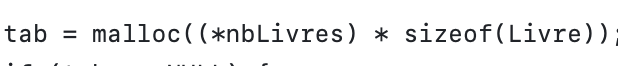 tab = malloc((*nbLivres) * sizeof(Livre));